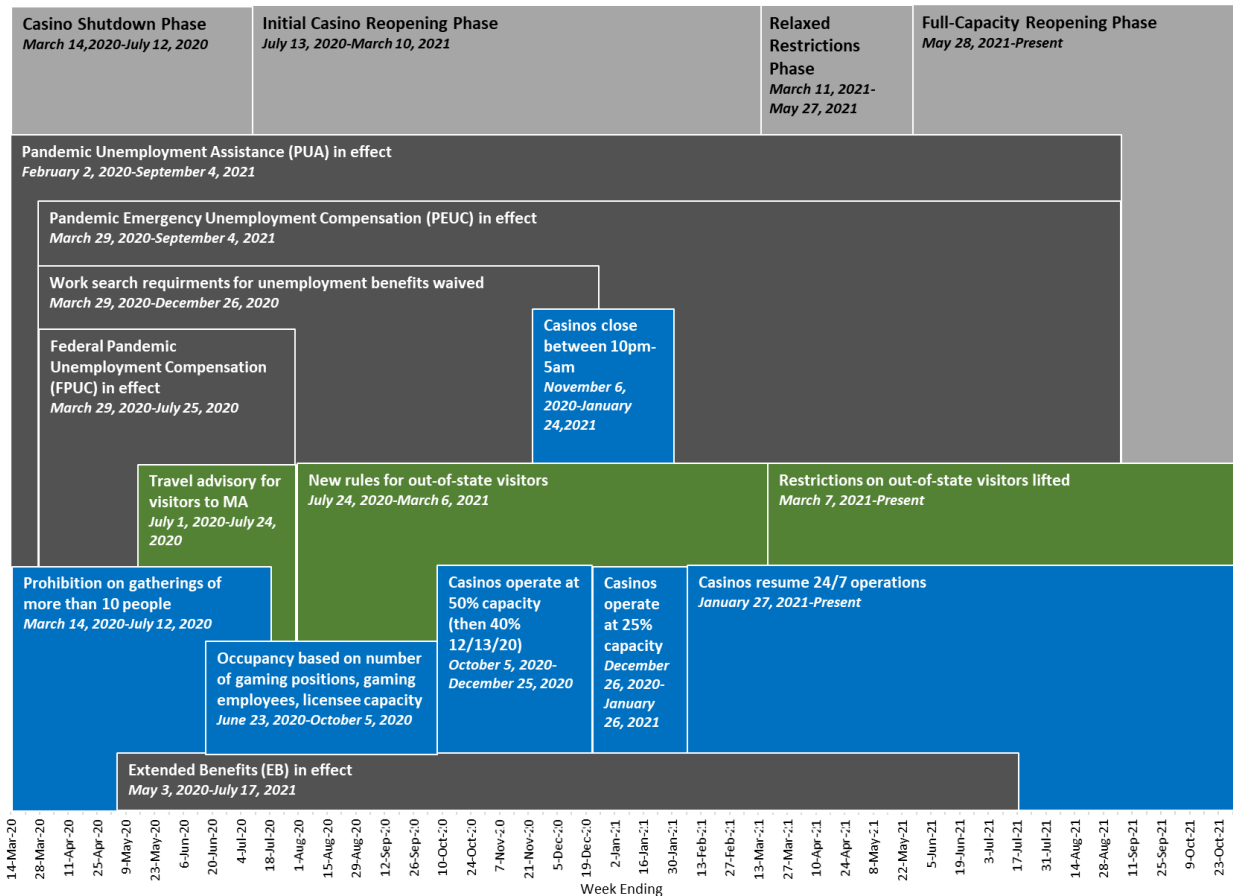 Casino Shutdown Phase
March 14,2020-July 12, 2020
Initial Casino Reopening Phase
July 13, 2020-March 10, 2021
Relaxed
Restrictions
Phase
March 11, 2021-
May 27, 2021
Full-Capacity Reopening Phase
May 28, 2021-Present
Pandemic Unemployment Assistance (PUA) in effect
February 2, 2020-September 4, 2021
Pandemic Emergency Unemployment Compensation (PEUC) in effect
March 29, 2020-September 4, 2021
Work search requirments for unemployment benefits waived
March 29, 2020-December 26, 2020
Casinos close
between 10pm-
5am
November 6,
2020-January
24,2021
Federal Pandemic
Unemployment Compensation
(FPUC) in effect
March 29, 2020-July 25, 2020
Travel advisory for
visitors to MA
July 1, 2020-July 24,
2020
New rules for out-of-state visitors
July 24, 2020-March 6, 2021
Restrictions on out-of-state visitors lifted
March 7, 2021-Present
Prohibition on gatherings of
more than 10 people
March 14, 2020-July 12, 2020
Occupancy based on number
of gaming positions, gaming
employees, licensee capacity
June 23, 2020-October 5, 2020
Casinos operate at
50% capacity
(then 40%
12/13/20)
October 5, 2020-
December 25, 2020
Casinos
operate
at 25%
capacity
December
26, 2020-
January
26, 2021
Casinos resume 24/7 operations
January 27, 2021-Present
Extended Benefits (EB) in effect
May 3, 2020-July 17, 2021
14-Mar-20
28-Mar-20
11-Apr-20
25-Apr-20
9-May-20
23-May-20
6-Jun-20
20-Jun-20
4-Jul-20
18-Jul-20
1-Aug-20
15-Aug-20
29-Aug-20
12-Sep-20
26-Sep-20
10-Oct-20
24-Oct-20
7-Nov-20
21-Nov-20
5-Dec-20
19-Dec-20
2-Jan-21
16-Jan-21
30-Jan-21
13-Feb-21
27-Feb-21
13-Mar-21
27-Mar-21
10-Apr-21
24-Apr-21
8-May-21
22-May-21
5-Jun-21
19-Jun-21
3-Jul-21
17-Jul-21
31-Jul-21
14-Aug-21
28-Aug-21
11-Sep-21
25-Sep-21
9-Oct-21
23-Oct-21
Week Ending